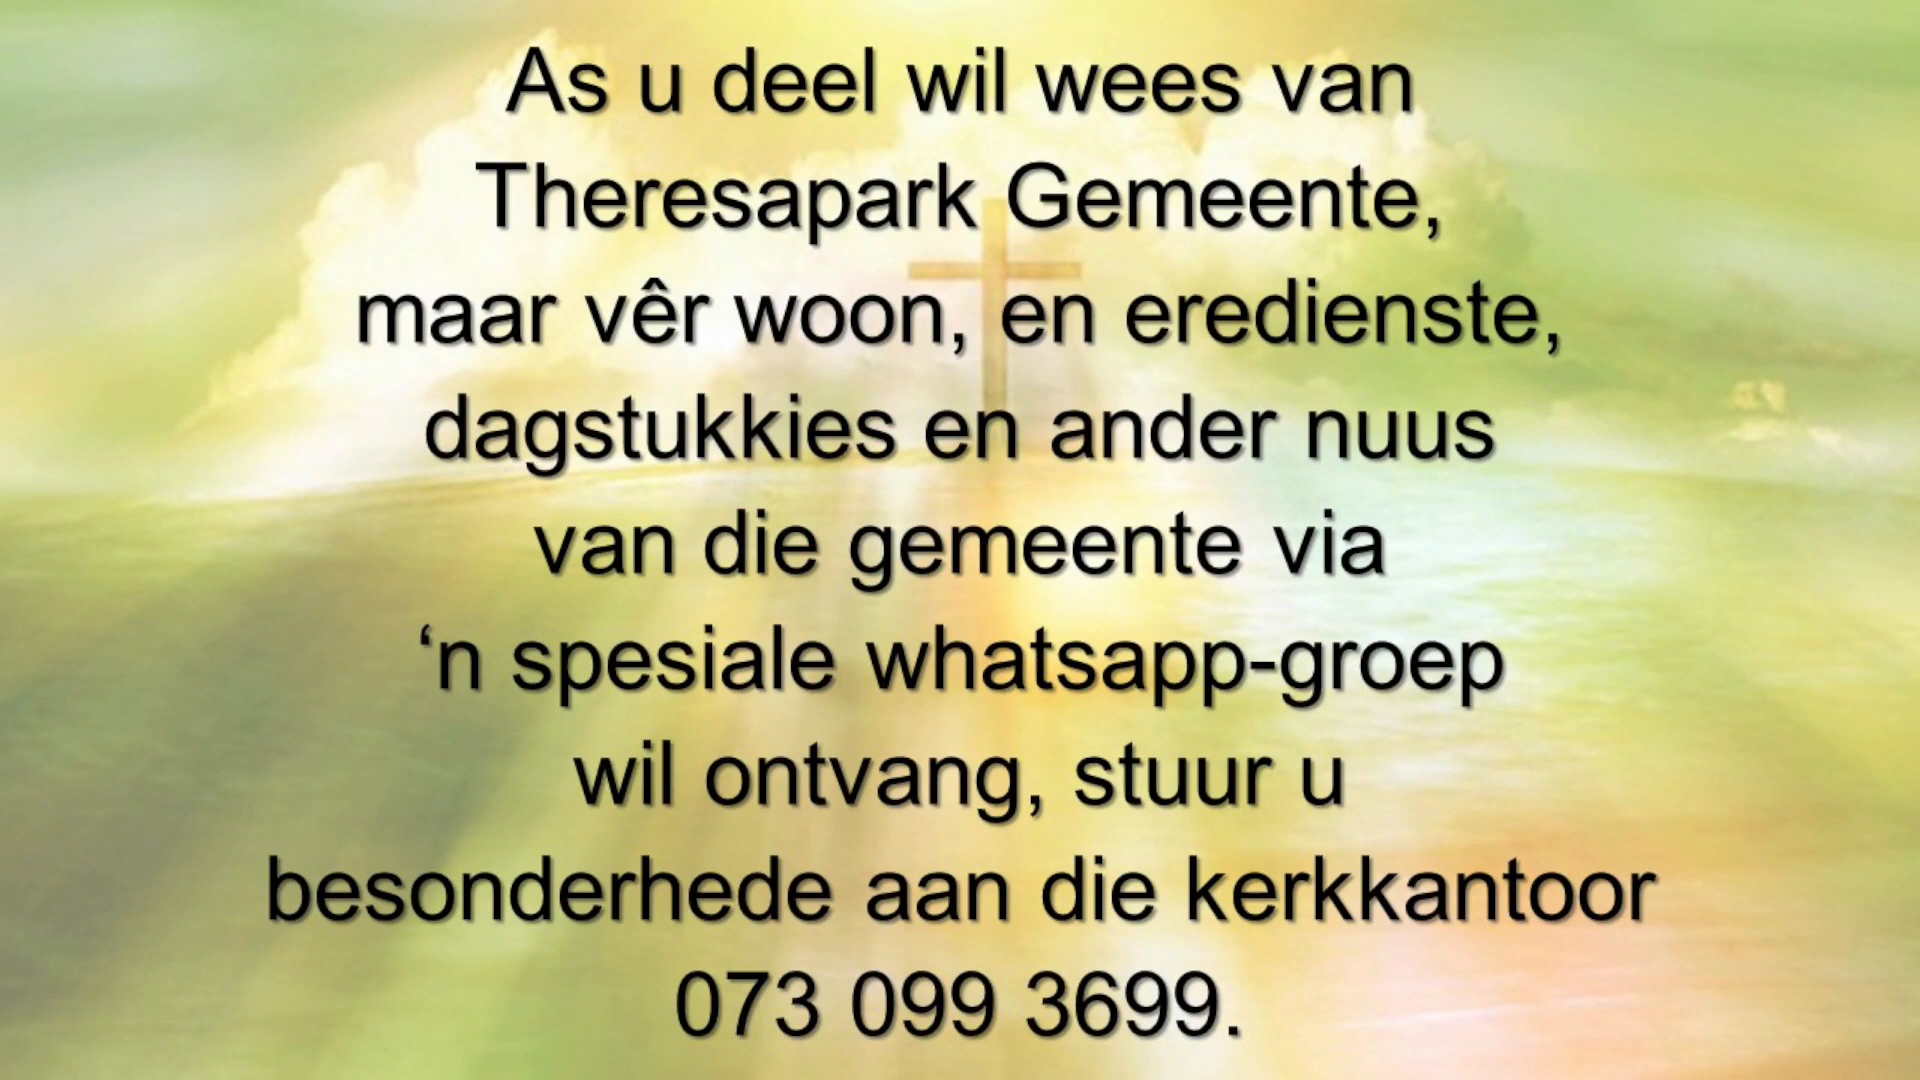 As u deel wil wees van
Theresapark Gemeente,
maar vêr woon, en eredienste,
dagstukkies en ander nuus
van die gemeente via
‘n spesiale whatsapp-groep
wil ontvang, stuur u
besonderhede aan die kerkkantoor
073 099 3699.